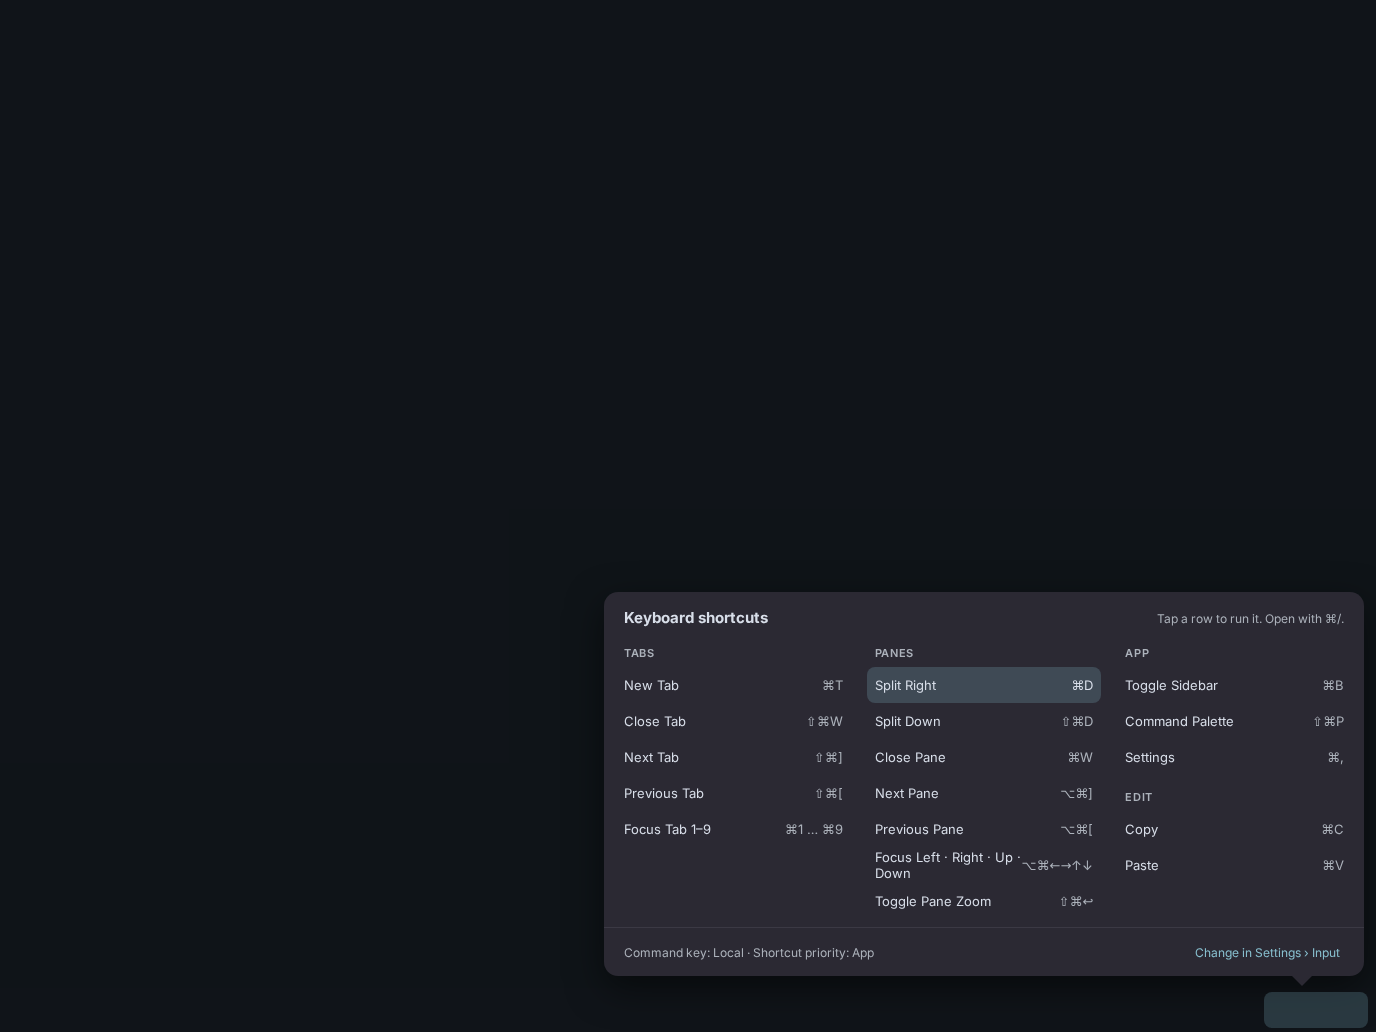 Keyboard shortcuts
Tap a row to run it. Open with ⌘/.
TABS
New Tab ⌘T
Close Tab ⇧⌘W
Next Tab ⇧⌘]
Previous Tab ⇧⌘[
Focus Tab 1–9 ⌘1 … ⌘9
PANES
Split Right ⌘D
Split Down ⇧⌘D
Close Pane ⌘W
Next Pane ⌥⌘]
Previous Pane ⌥⌘[
Focus Left · Right · Up · ⌥⌘←→↑↓
Down
Toggle Pane Zoom ⇧⌘↩
APP
Toggle Sidebar ⌘B
Command Palette ⇧⌘P
Settings ⌘,
EDIT
Copy ⌘C
Paste ⌘V
Command key: Local · Shortcut priority: App
Change in Settings › Input